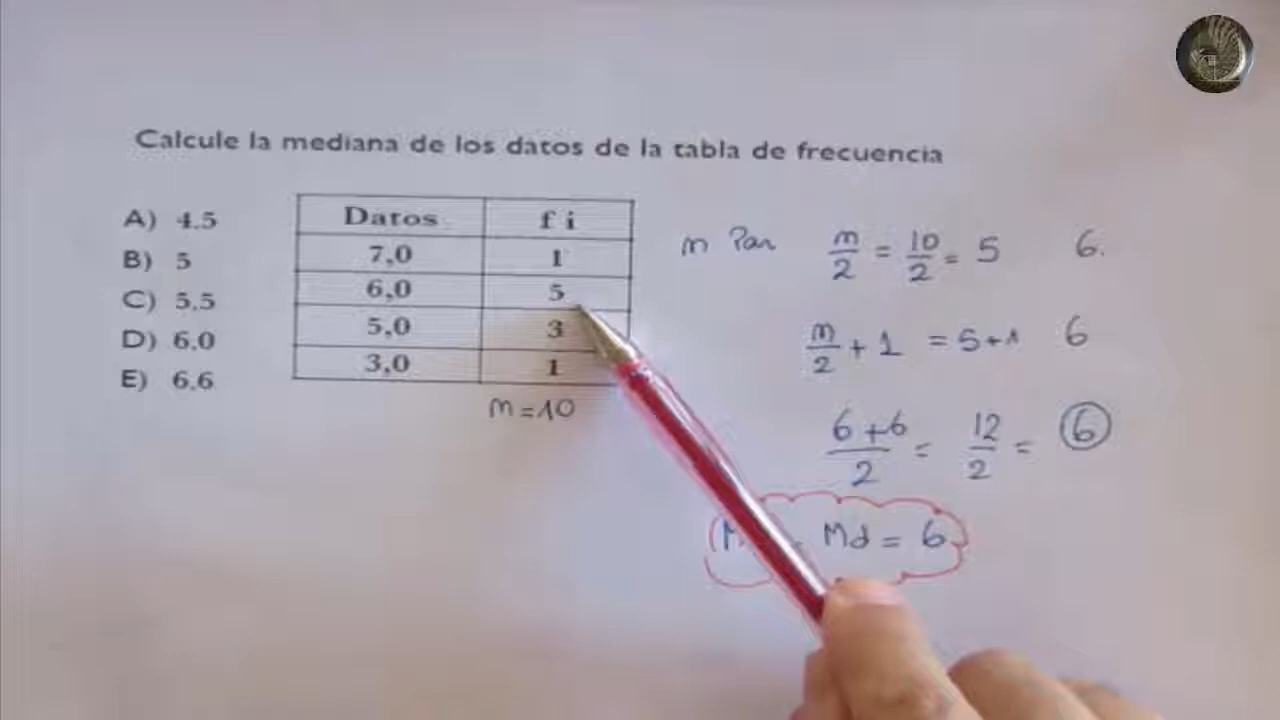 Calcule la mediana de los datos de la tabla de frecuencia
A) 4.5
B) 5
C) 5.5
D) 6.0
E) 6.6
Datos f i
7,0 1
6,0 5
5,0 3
3,0 1
m=10
m Par m/2 = 10/2 = 5 6.
m/2 + 1 = 5+1 6
6+6/2 = 12/2 = 6
Md = 6